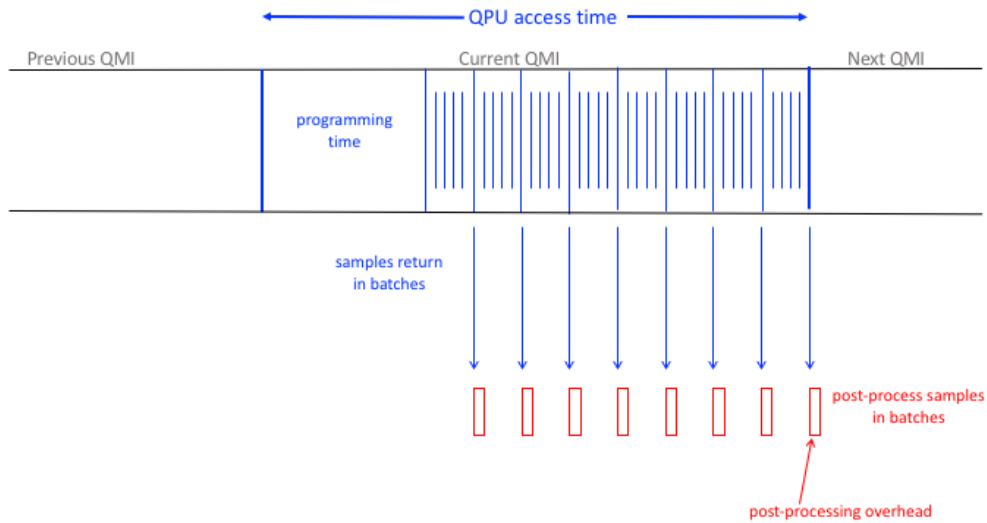 QPU access time
Previous QMI
Current QMI
Next QMI
programming
time
samples return
in batches
post-process samples
in batches
post-processing overhead